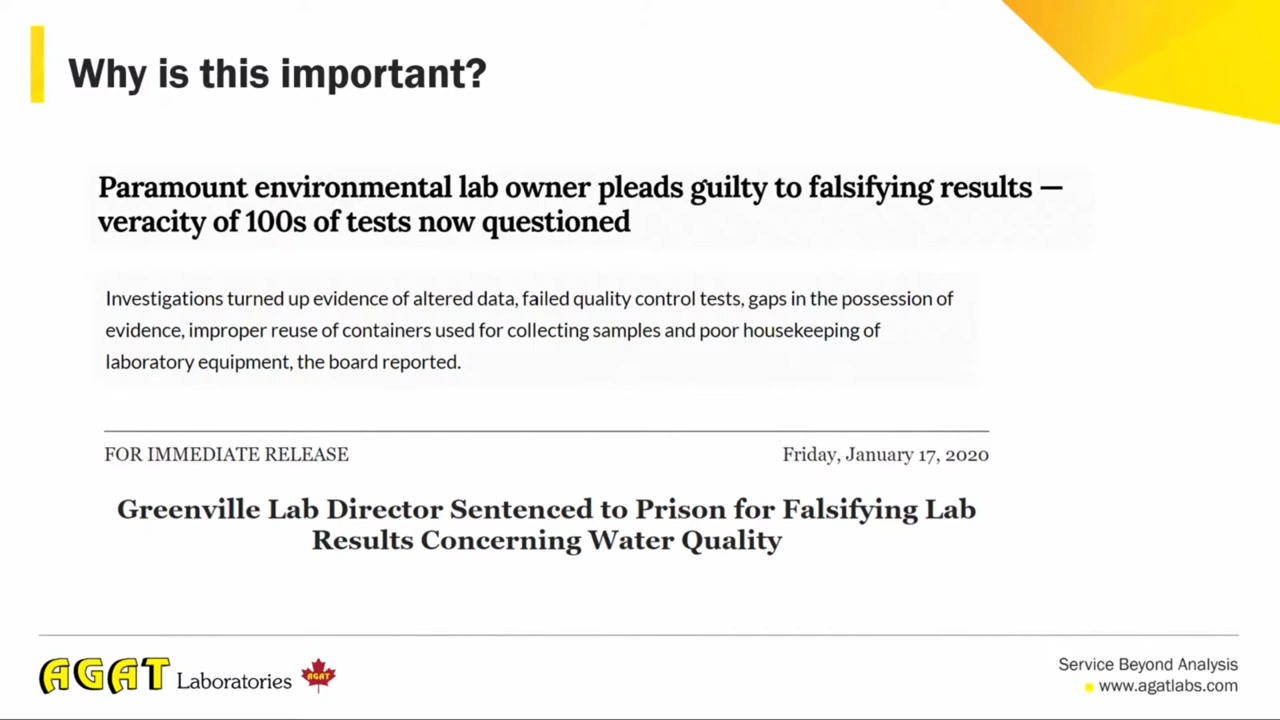 Why is this important?
Paramount environmental lab owner pleads guilty to falsifying results —
veracity of 100s of tests now questioned
Investigations turned up evidence of altered data, failed quality control tests, gaps in the possession of
evidence, improper reuse of containers used for collecting samples and poor housekeeping of
laboratory equipment, the board reported.
FOR IMMEDIATE RELEASE
Friday, January 17, 2020
Greenville Lab Director Sentenced to Prison for Falsifying Lab
Results Concerning Water Quality
AGAT Laboratories AGAT
Service Beyond Analysis
www.agatlabs.com